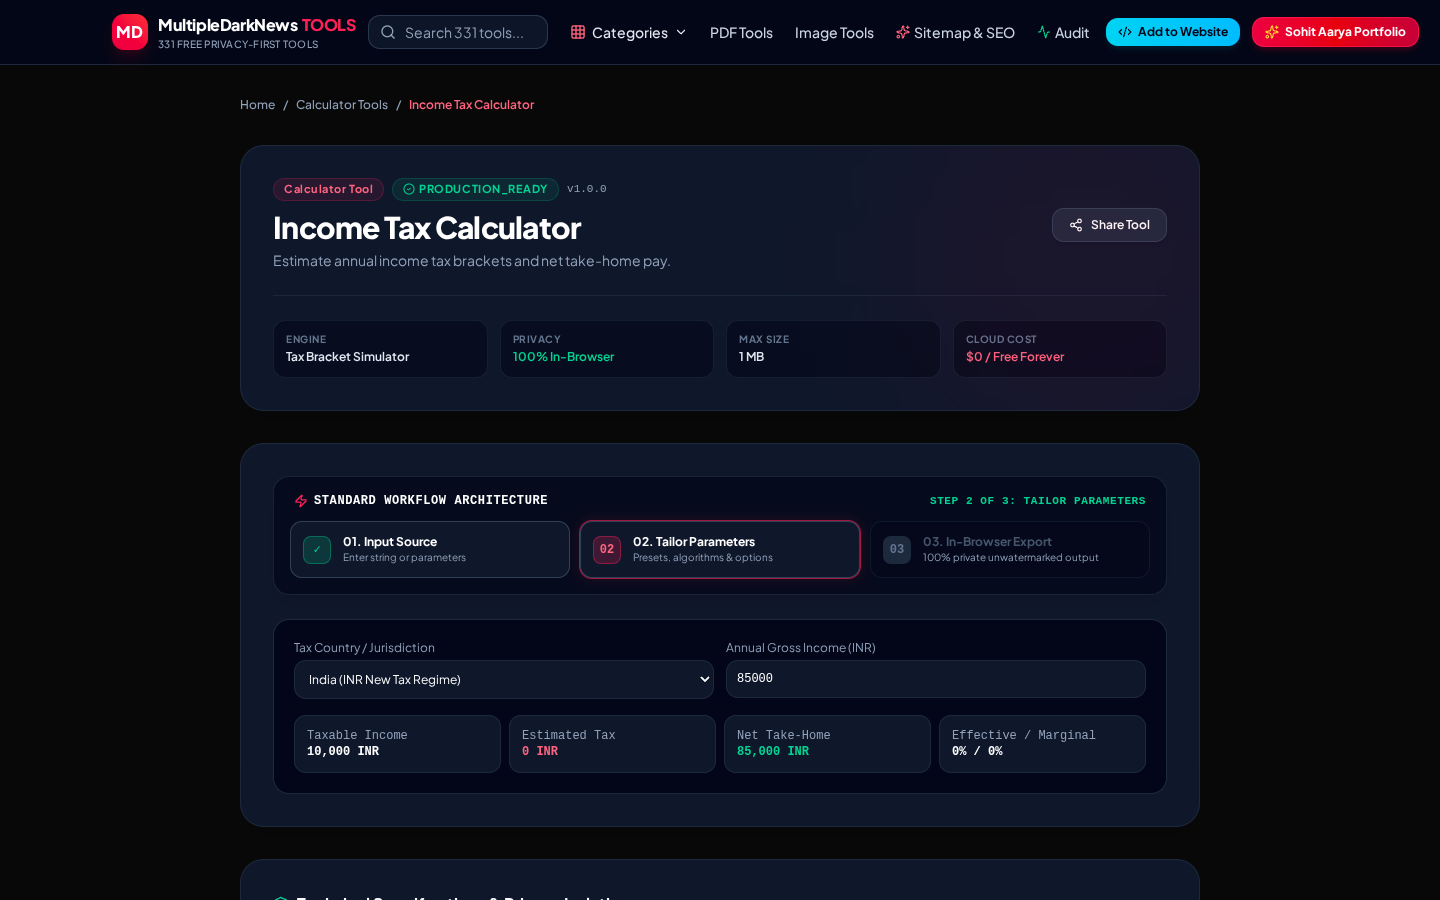 MD
MultipleDarkNews TOOLS
331 FREE PRIVACY-FIRST TOOLS
Search 331 tools...
Categories
PDF Tools
Image Tools
Sitemap & SEO
Audit
Add to Website
Sohit Aarya Portfolio
Home / Calculator Tools / Income Tax Calculator
Calculator Tool
PRODUCTION_READY
v1.0.0
Income Tax Calculator
Share Tool
Estimate annual income tax brackets and net take-home pay.
ENGINE
Tax Bracket Simulator
PRIVACY
100% In-Browser
MAX SIZE
1 MB
CLOUD COST
$0 / Free Forever
STANDARD WORKFLOW ARCHITECTURE
STEP 2 OF 3: TAILOR PARAMETERS
✓
01. Input Source
Enter string or parameters
02
02. Tailor Parameters
Presets, algorithms & options
03
03. In-Browser Export
100% private unwatermarked output
Tax Country / Jurisdiction
India (INR New Tax Regime)
Annual Gross Income (INR)
85000
Taxable Income
10,000 INR
Estimated Tax
0 INR
Net Take-Home
85,000 INR
Effective / Marginal
0% / 0%